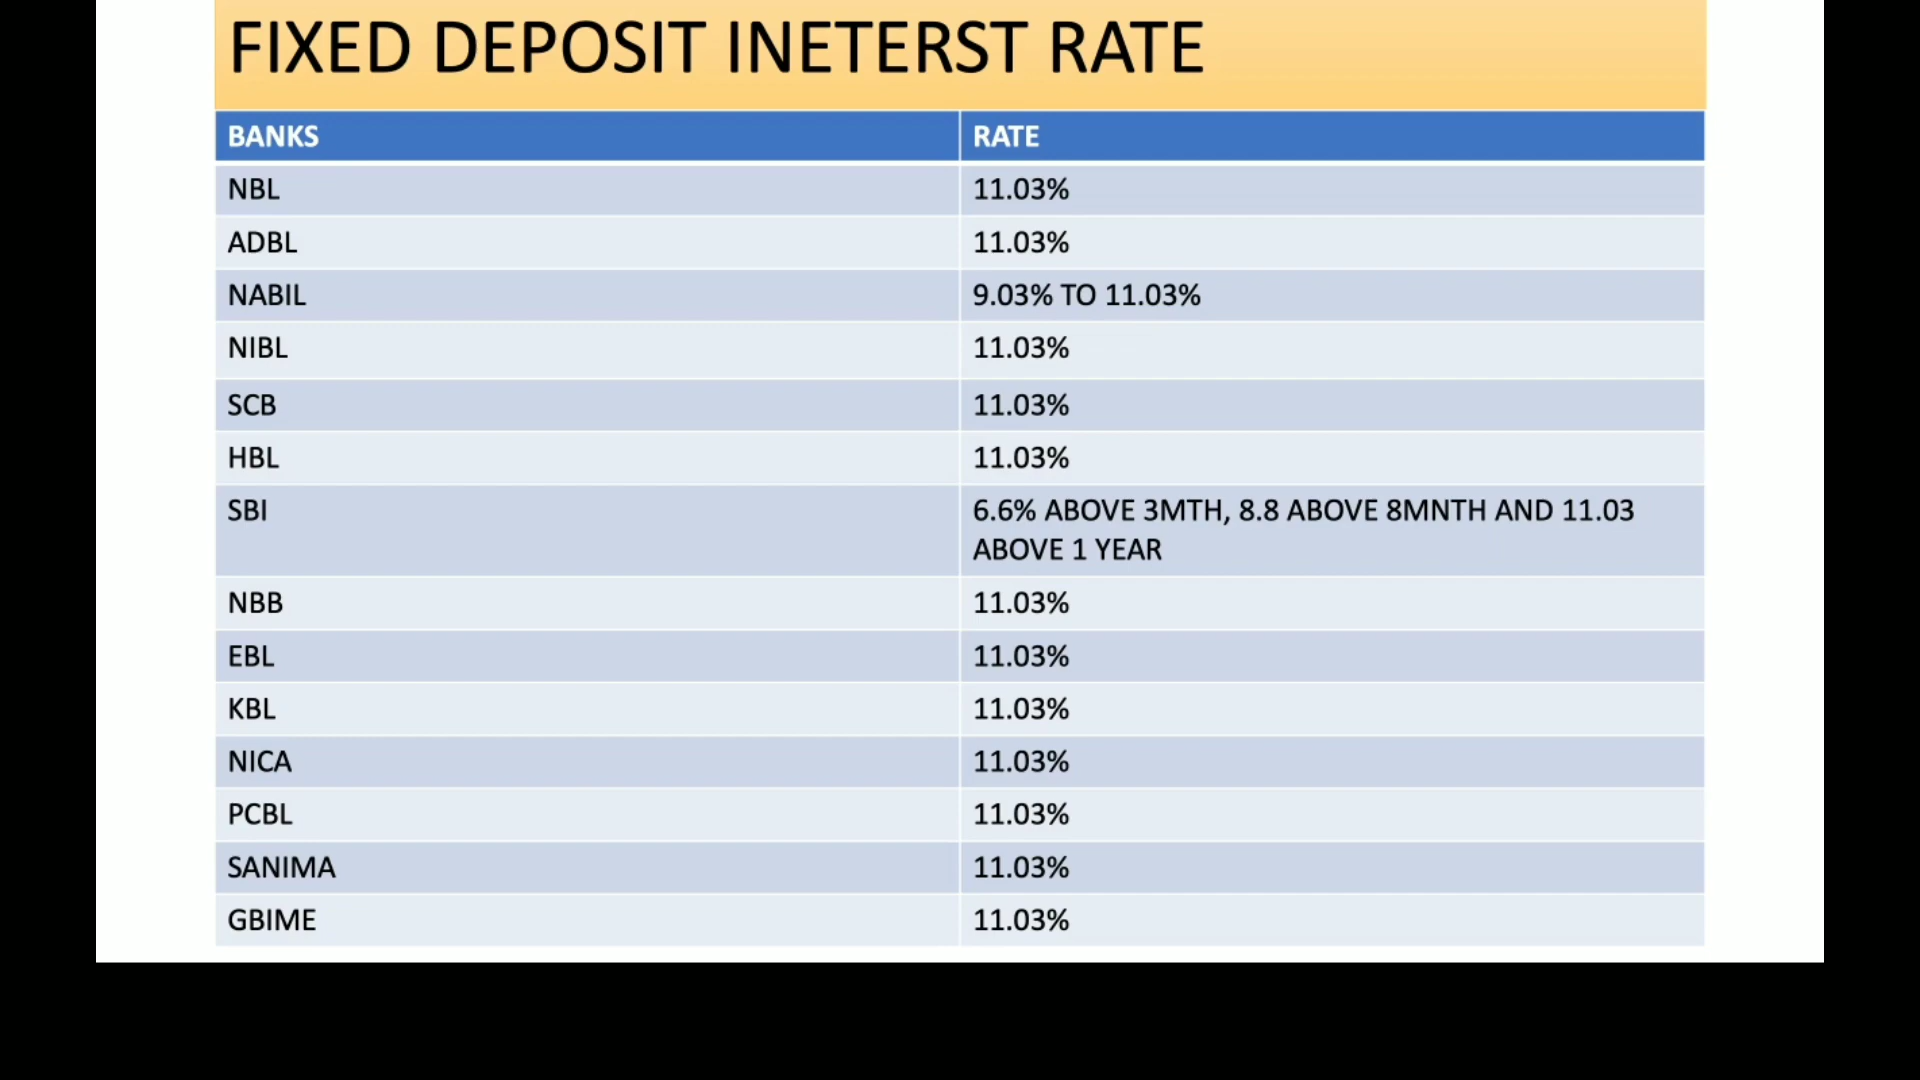 FIXED DEPOSIT INETERST RATE
BANKS RATE
NBL 11.03%
ADBL 11.03%
NABIL 9.03% TO 11.03%
NIBL 11.03%
SCB 11.03%
HBL 11.03%
SBI 6.6% ABOVE 3MTH, 8.8 ABOVE 8MNTH AND 11.03
ABOVE 1 YEAR
NBB 11.03%
EBL 11.03%
KBL 11.03%
NICA 11.03%
PCBL 11.03%
SANIMA 11.03%
GBIME 11.03%